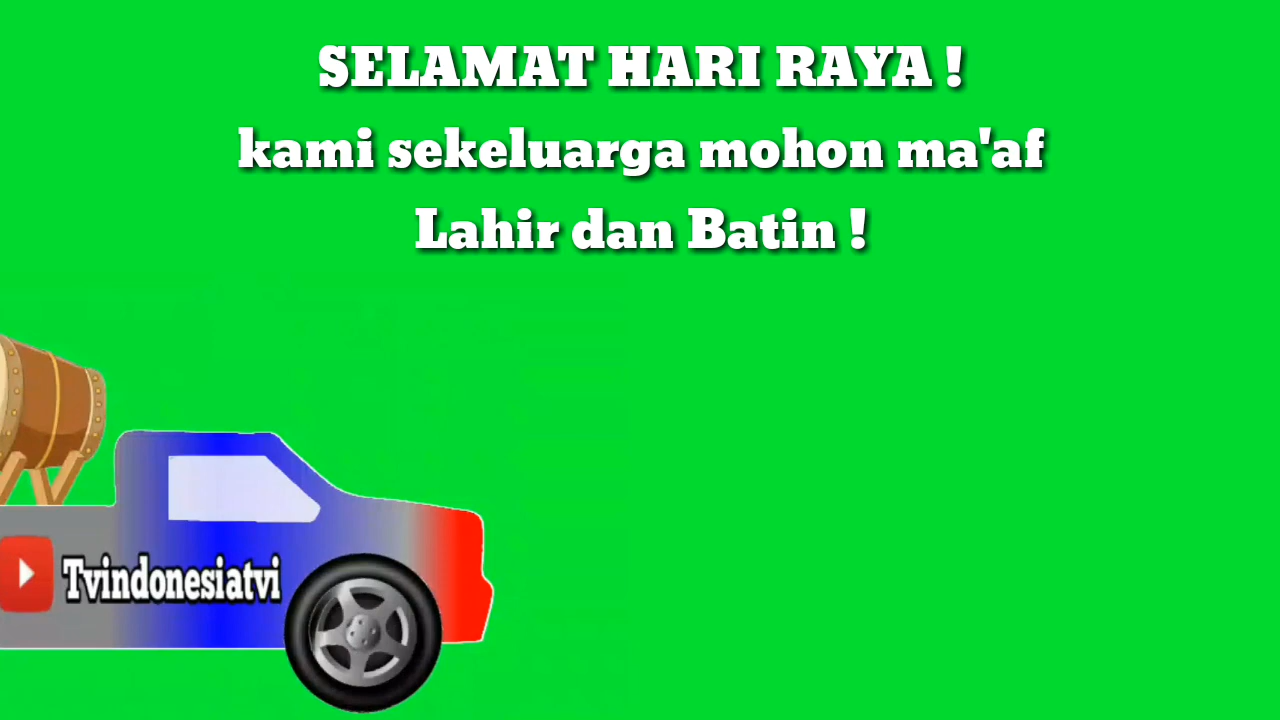 SELAMAT HARI RAYA !
kami sekeluarga mohon ma'af
Lahir dan Batin !
Tvindonesiatvi